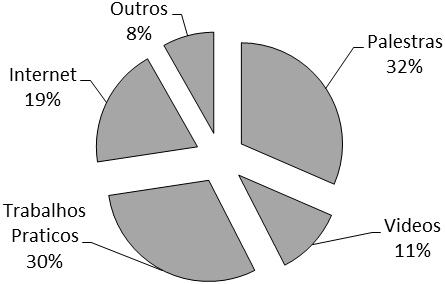 Outros
8%
Palestras
32%
Internet
19%
Trabalhos
Praticos
30%
Videos
11%